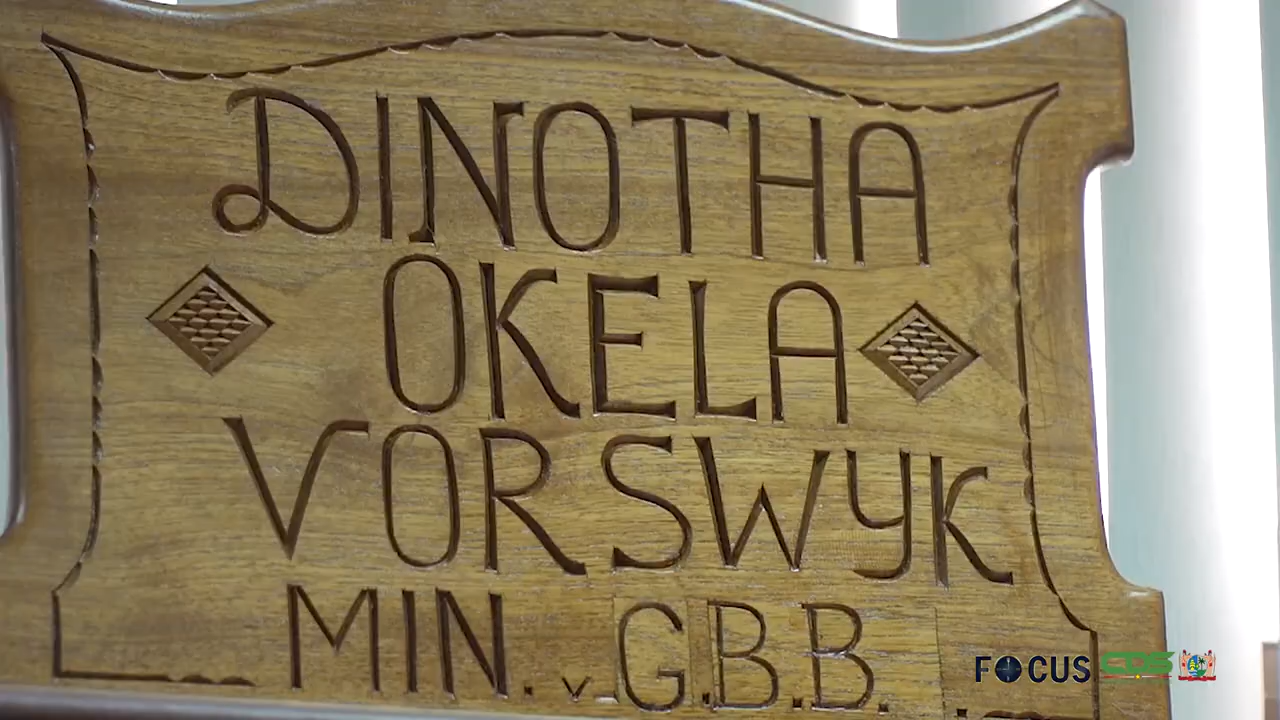 DINOTHA
OKELA
VORSWYK
MIN. v. G.B.B.
FOCUS CDS